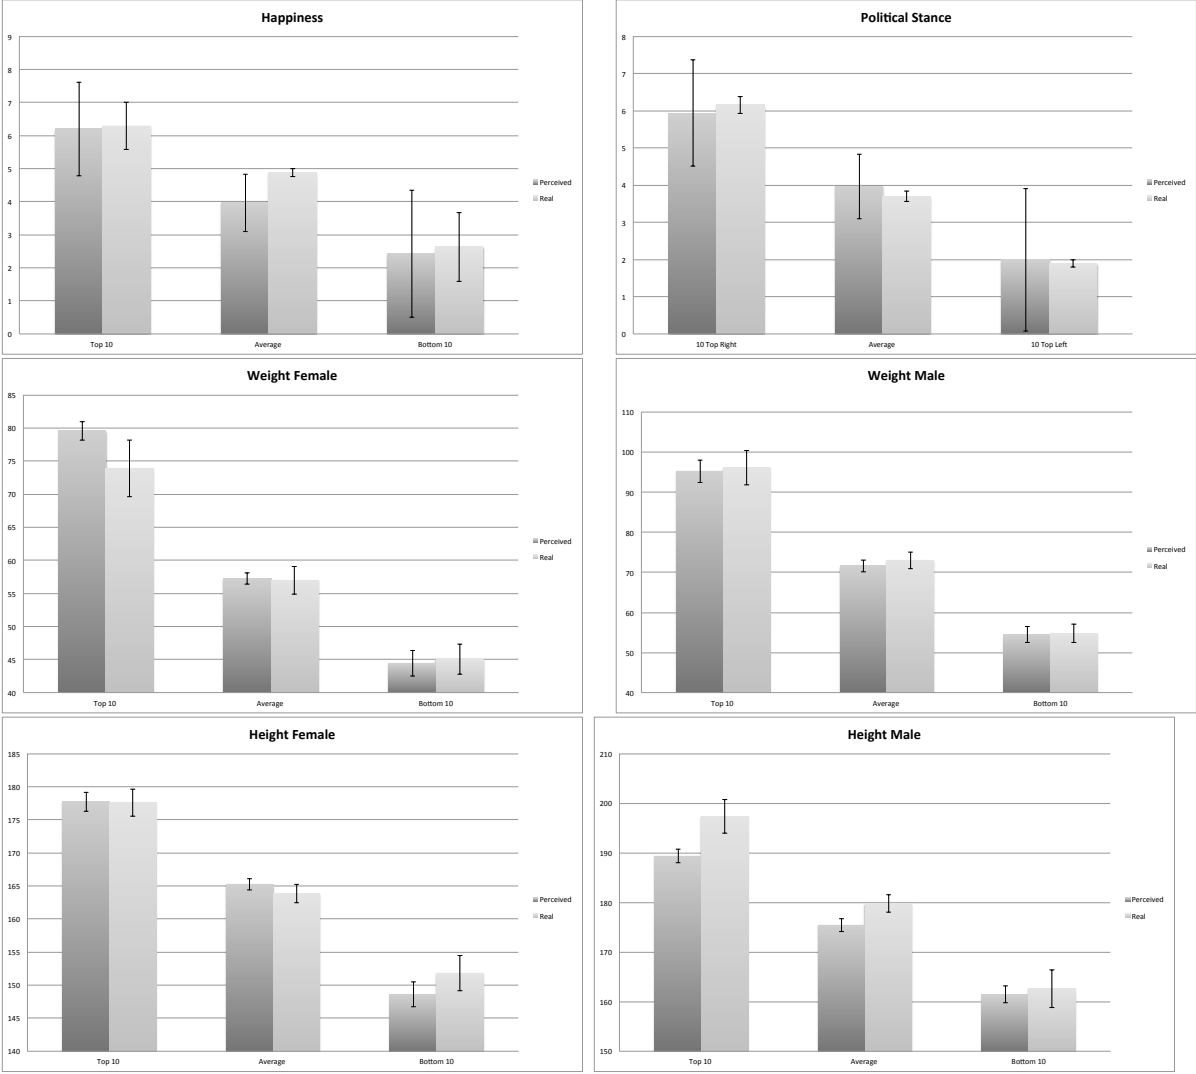 Happiness
9
8
7
6
5
4
3
2
1
0
Top 10 Average Bottom 10
Perceived
Real
Political Stance
8
7
6
5
4
3
2
1
0
10 Top Right Average 10 Top Left
Perceived
Real
Weight Female
85
80
75
70
65
60
55
50
45
40
Top 10 Average Bottom 10
Perceived
Real
Weight Male
110
100
90
80
70
60
50
40
Top 10 Average Bottom 10
Perceived
Real
Height Female
185
180
175
170
165
160
155
150
145
140
Top 10 Average Bottom 10
Perceived
Real
Height Male
210
200
190
180
170
160
150
Top 10 Average Bottom 10
Perceived
Real